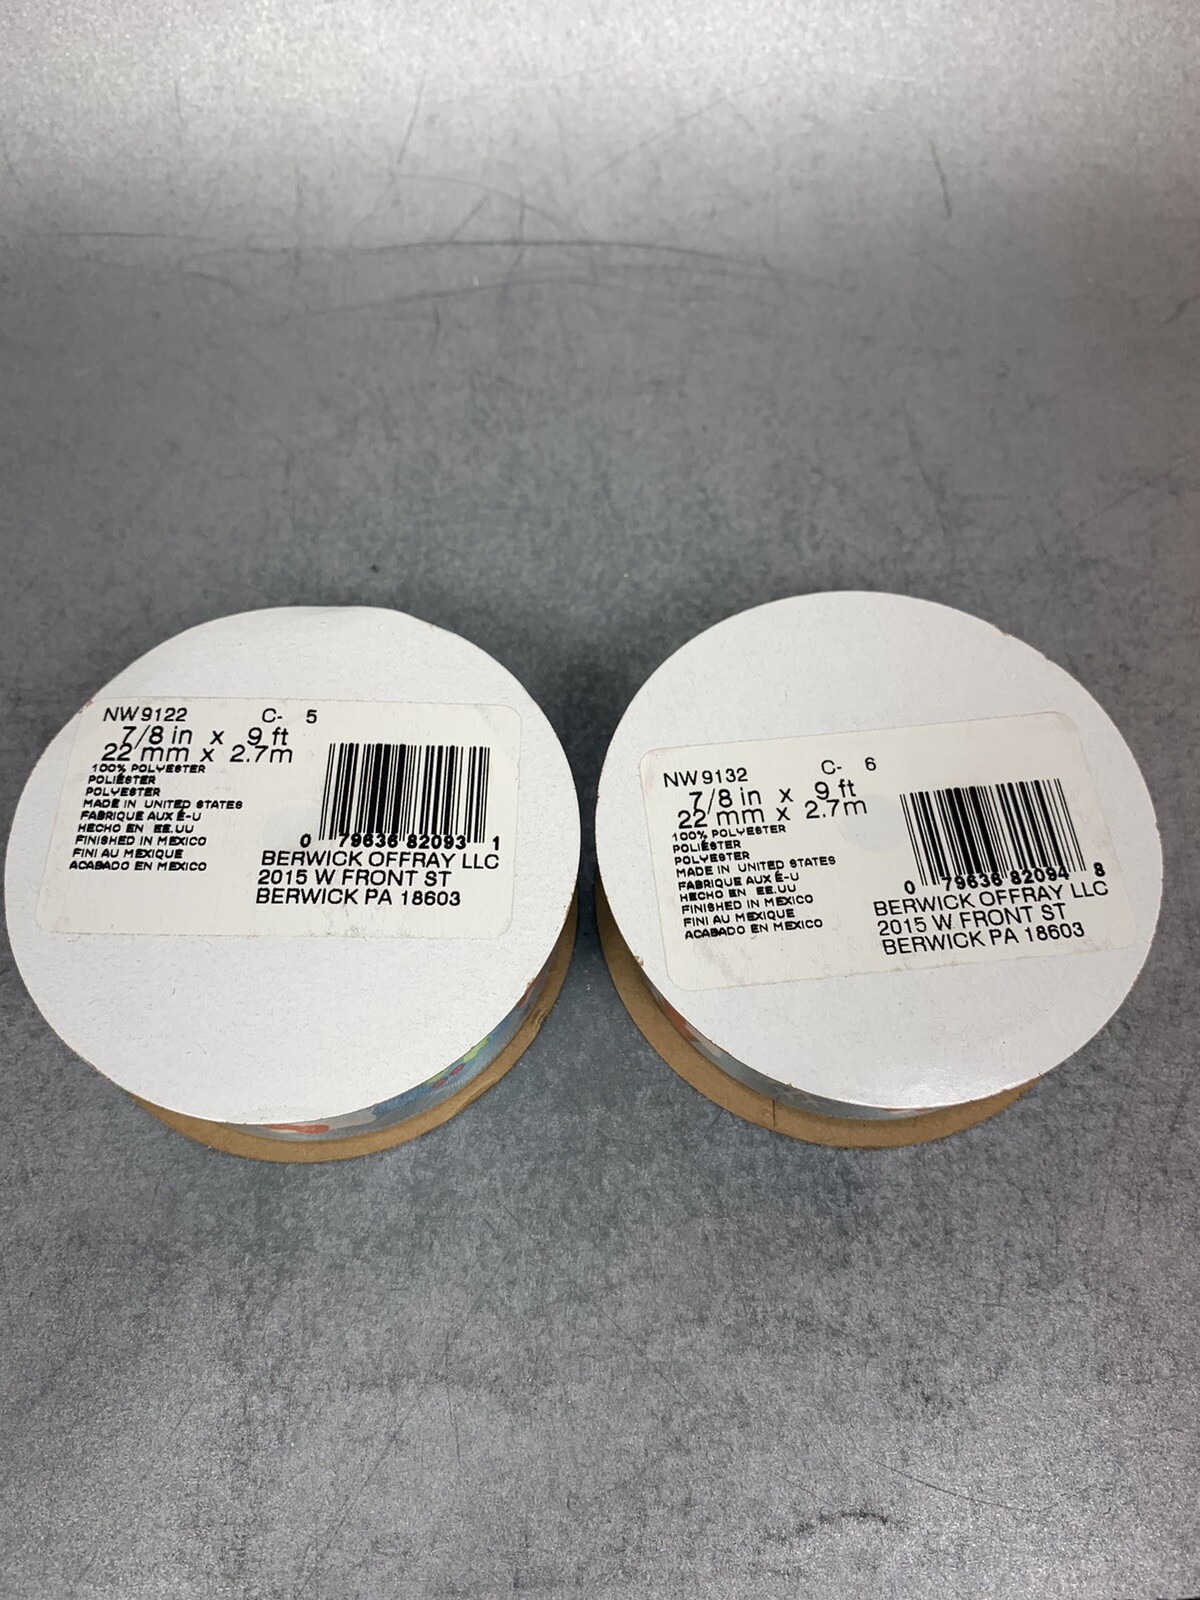 NW9122 C- 5
7/8 in x 9 ft
22 mm x 2.7m
100% POLYESTER
POLIÉSTER
POLYESTER
MADE IN UNITED STATES
FABRIQUE AUX É-U
HECHO EN EE.UU
FINISHED IN MEXICO
FINI AU MEXIQUE
ACABADO EN MEXICO
0 79636 82093 1
BERWICK OFFRAY LLC
2015 W FRONT ST
BERWICK PA 18603
NW9132 C- 6
7/8 in x 9 ft
22 mm x 2.7m
100% POLYESTER
POLIÉSTER
POLYESTER
MADE IN UNITED STATES
FABRIQUE AUX É-U
HECHO EN EE.UU
FINISHED IN MEXICO
FINI AU MEXIQUE
ACABADO EN MEXICO
0 79636 82094 8
BERWICK OFFRAY LLC
2015 W FRONT ST
BERWICK PA 18603